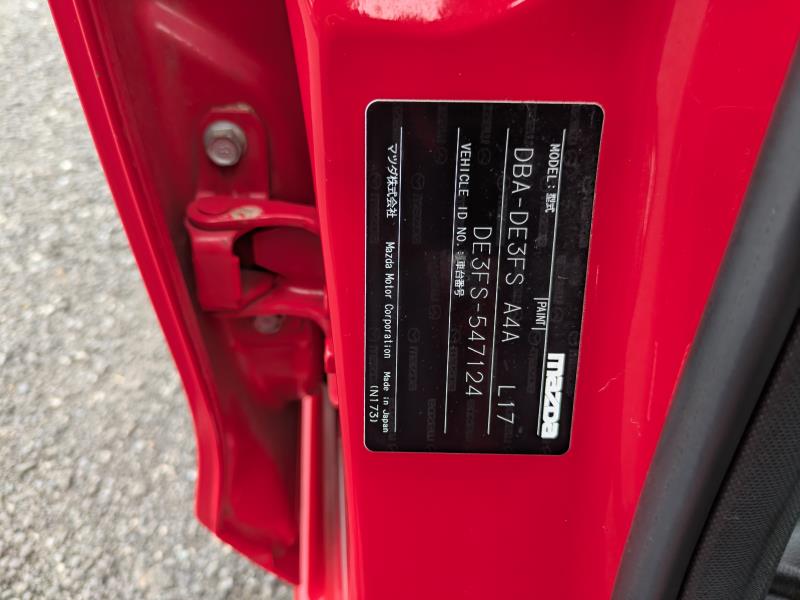 MODEL:型式 PAINT mazda
DBA-DE3FS A4A L17
VEHICLE ID NO.:車台番号
DE3FS-547124
マツダ株式会社 Mazda Motor Corporation Made in Japan
(N173)